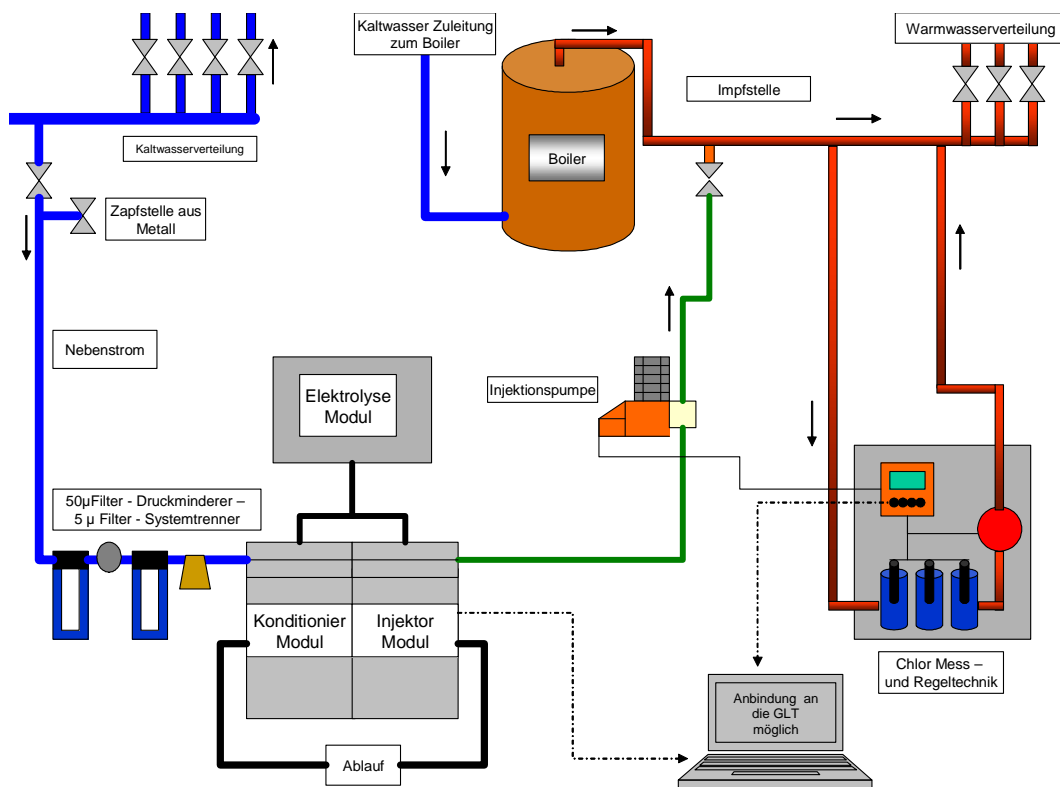 Kaltwasser Zuleitung
zum Boiler
Warmwasserverteilung
Impfstelle
Kaltwasserverteilung
Boiler
Zapfstelle aus
Metall
Nebenstrom
Injektionspumpe
Elektrolyse
Modul
50µFilter - Druckminderer –
5 µ Filter - Systemtrenner
Konditionier
Modul
Injektor
Modul
Chlor Mess –
und Regeltechnik
Anbindung an
die GLT
möglich
Ablauf